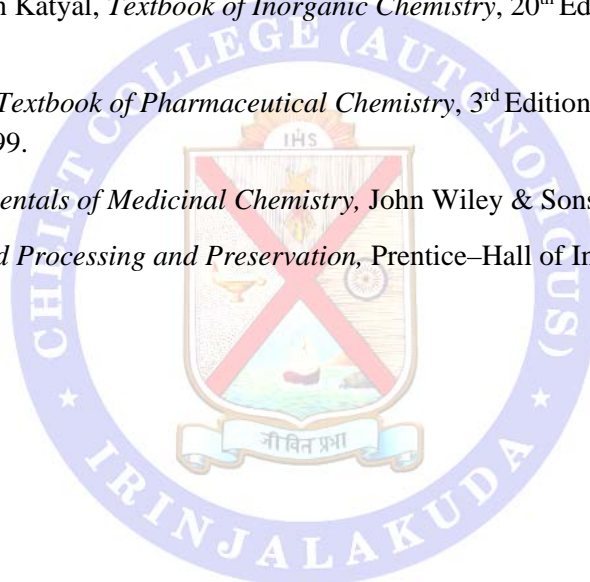 n Katyal, Textbook of Inorganic Chemistry, 20th Ed
Textbook of Pharmaceutical Chemistry, 3rd Edition
99.
entals of Medicinal Chemistry, John Wiley & Sons
d Processing and Preservation, Prentice–Hall of In
CHRIST COLLEGE (AUTONOMOUS)
IHS
जीवित प्रभा
★ IRINJALAKUDA ★